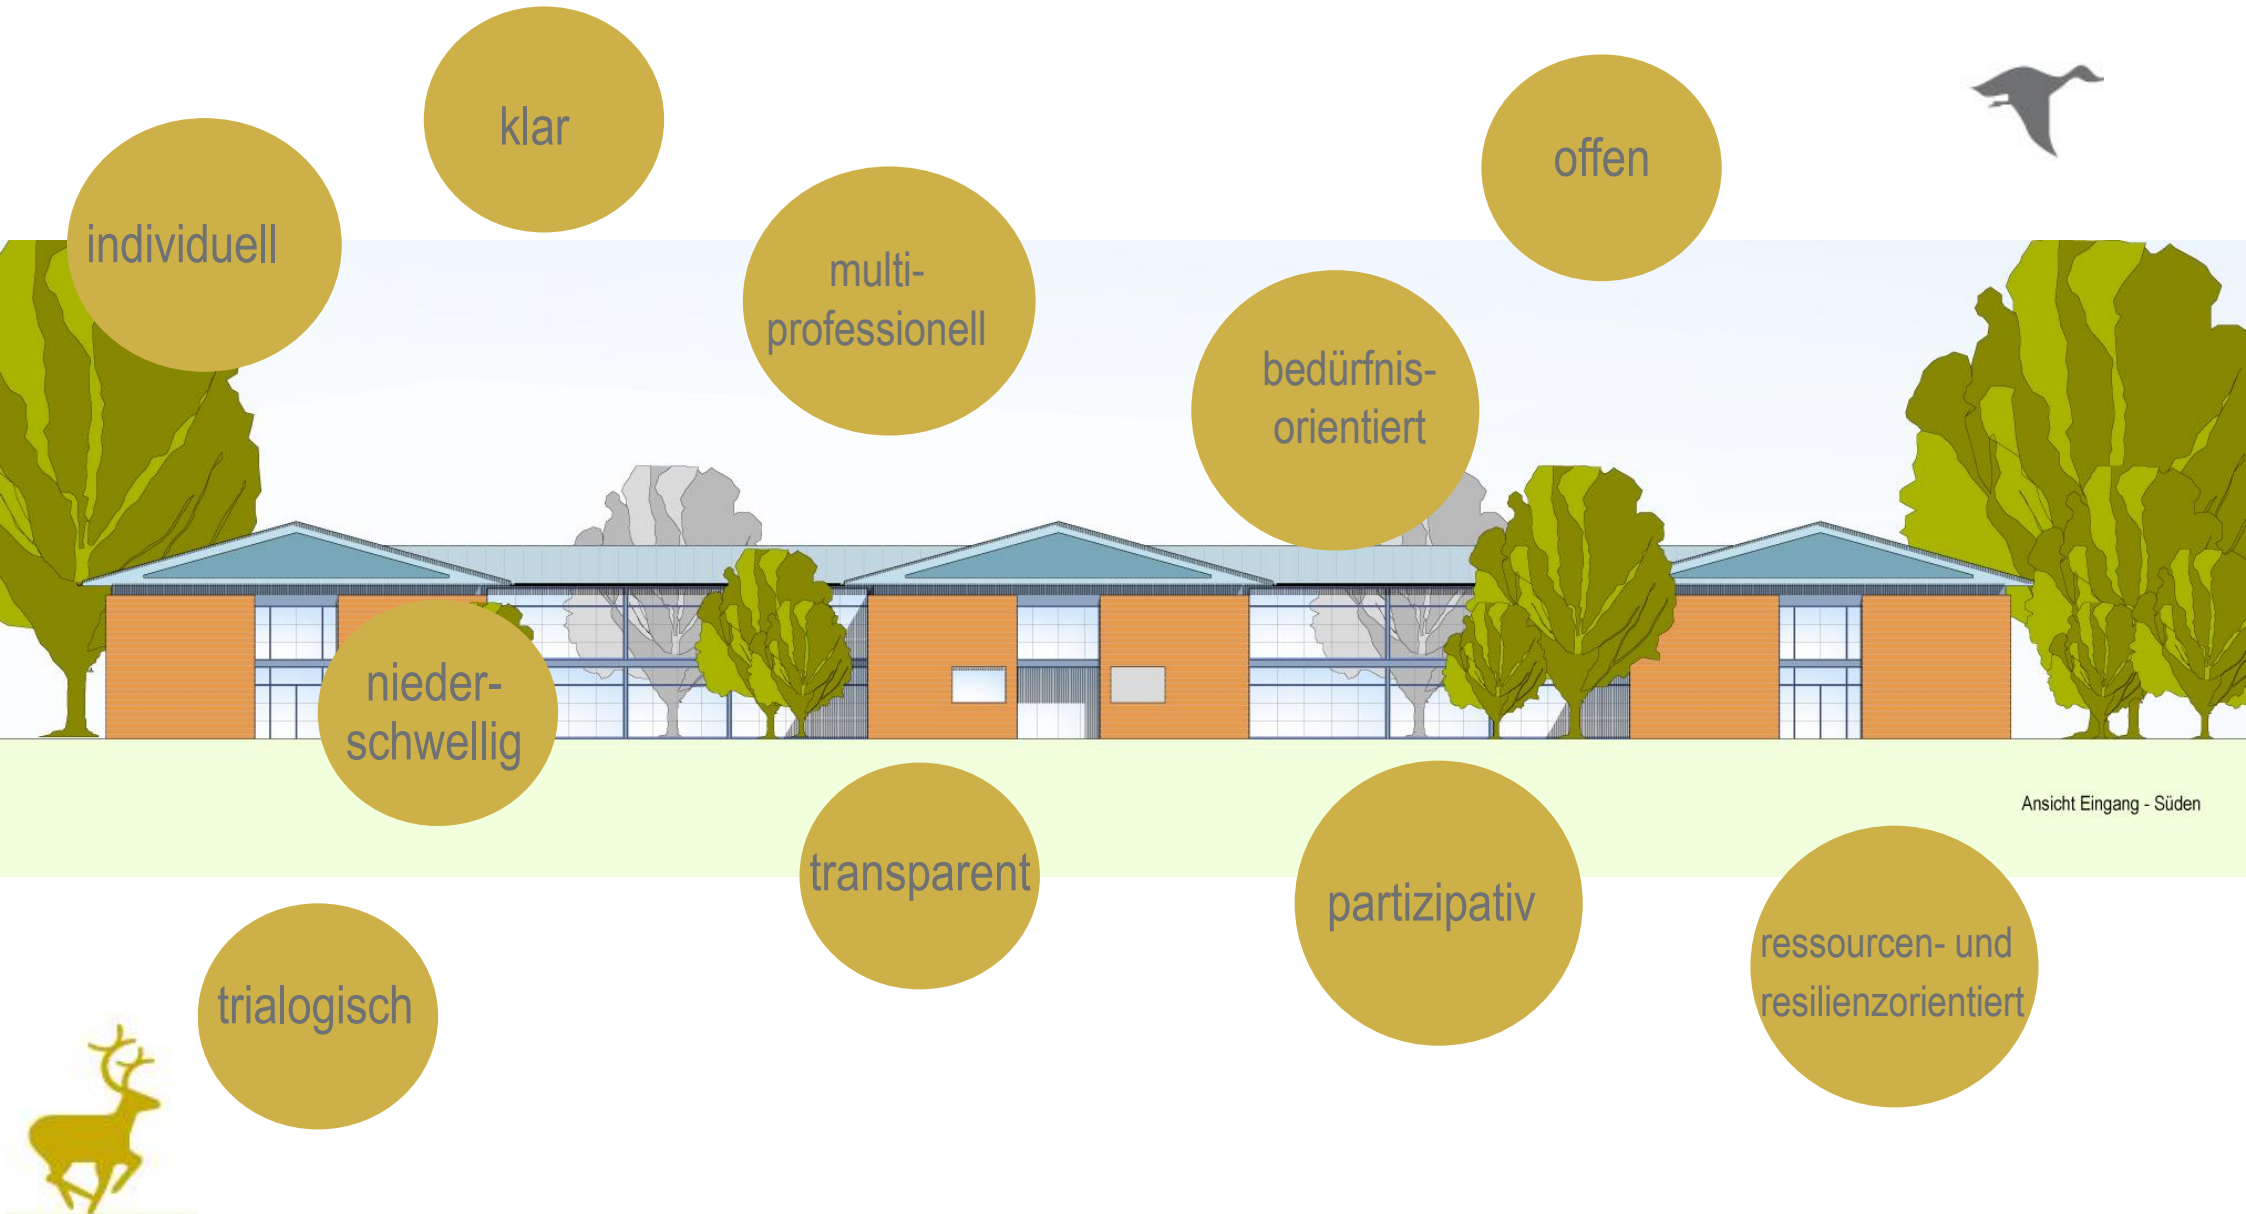 klar
offen
individuell
multi-
professionell
bedürfnis-
orientiert
nieder-
schwellig
Ansicht Eingang - Süden
transparent
partizipativ
ressourcen- und
resilienzorientiert
trialogisch